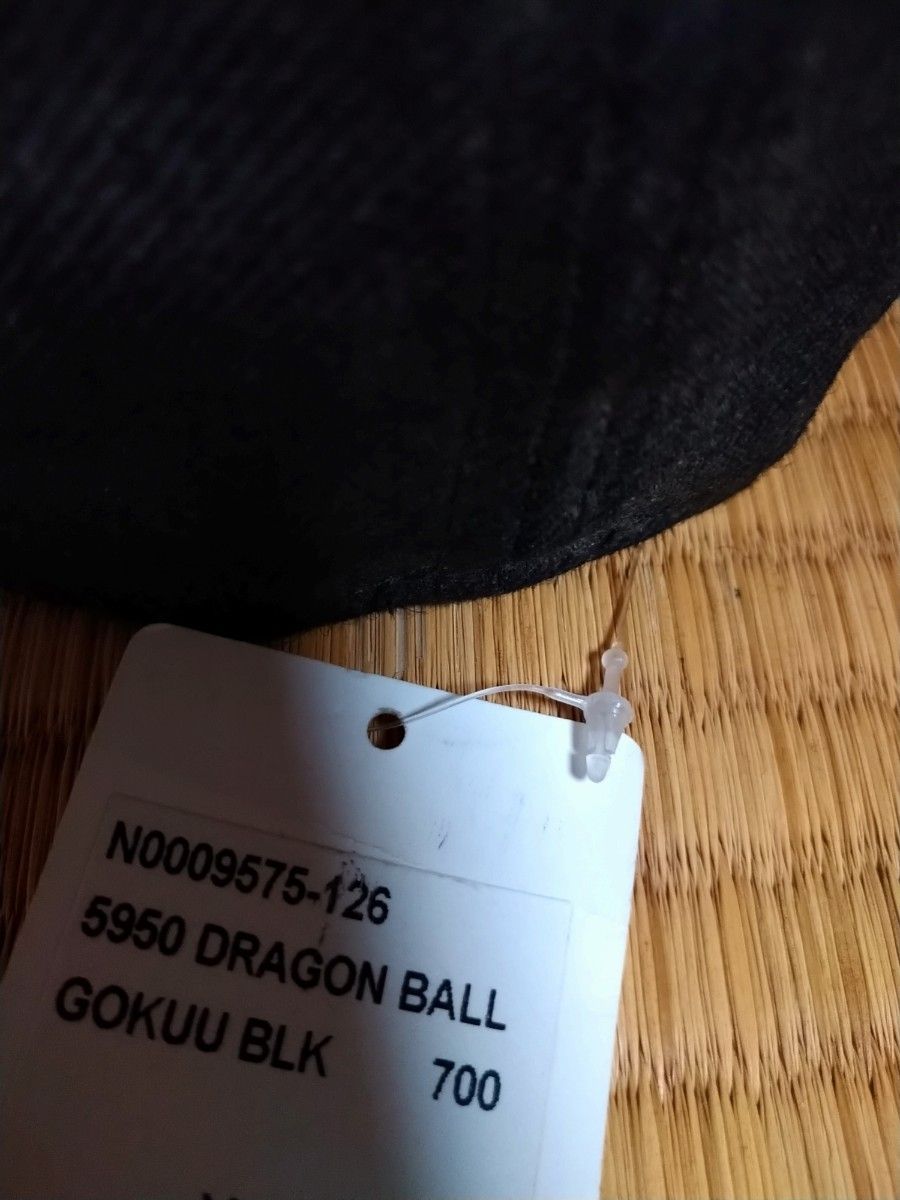 N0009575-126
5950 DRAGON BALL
GOKUU BLK
700